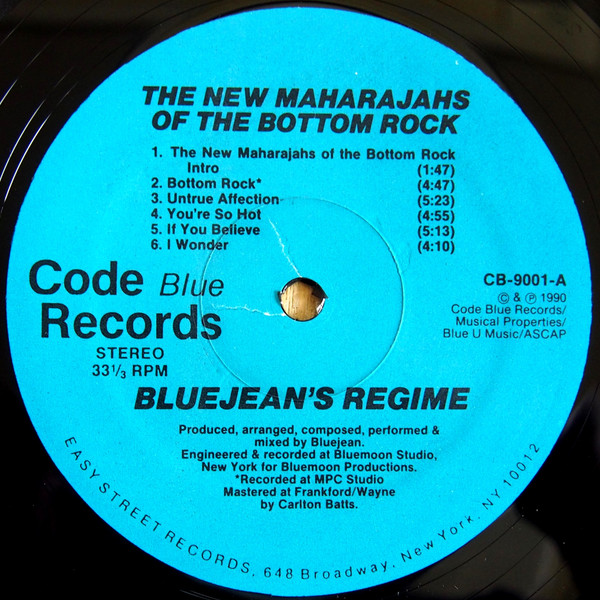 THE NEW MAHARAJAHS
OF THE BOTTOM ROCK
1. The New Maharajahs of the Bottom Rock
Intro (1:47)
2. Bottom Rock* (4:47)
3. Untrue Affection (5:23)
4. You're So Hot (4:55)
5. If You Believe (5:13)
6. I Wonder (4:10)
Code Blue
Records
STEREO
33 1/3 RPM
CB-9001-A
© & ℗ 1990
Code Blue Records/
Musical Properties/
Blue U Music/ASCAP
BLUEJEAN'S REGIME
Produced, arranged, composed, performed &
mixed by Bluejean.
Engineered & recorded at Bluemoon Studio,
New York for Bluemoon Productions.
*Recorded at MPC Studio
Mastered at Frankford/Wayne
by Carlton Batts.
EASY STREET RECORDS, 648 Broadway, New York, NY 10012